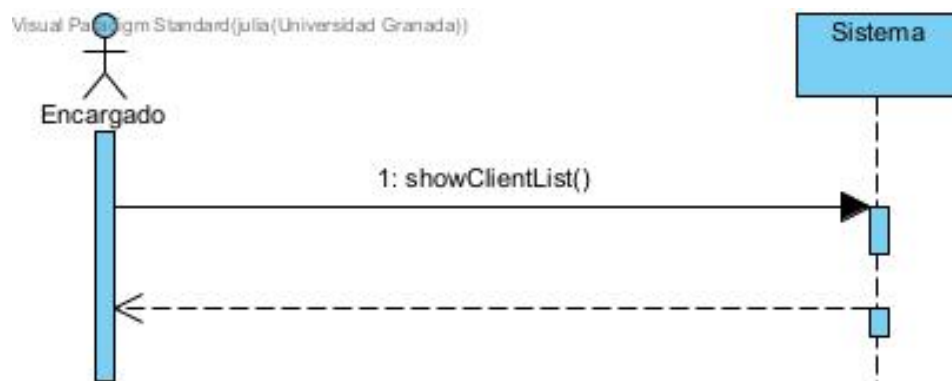 Visual Paradigm Standard(julia(Universidad Granada))
Sistema
Encargado
1: showClientList()